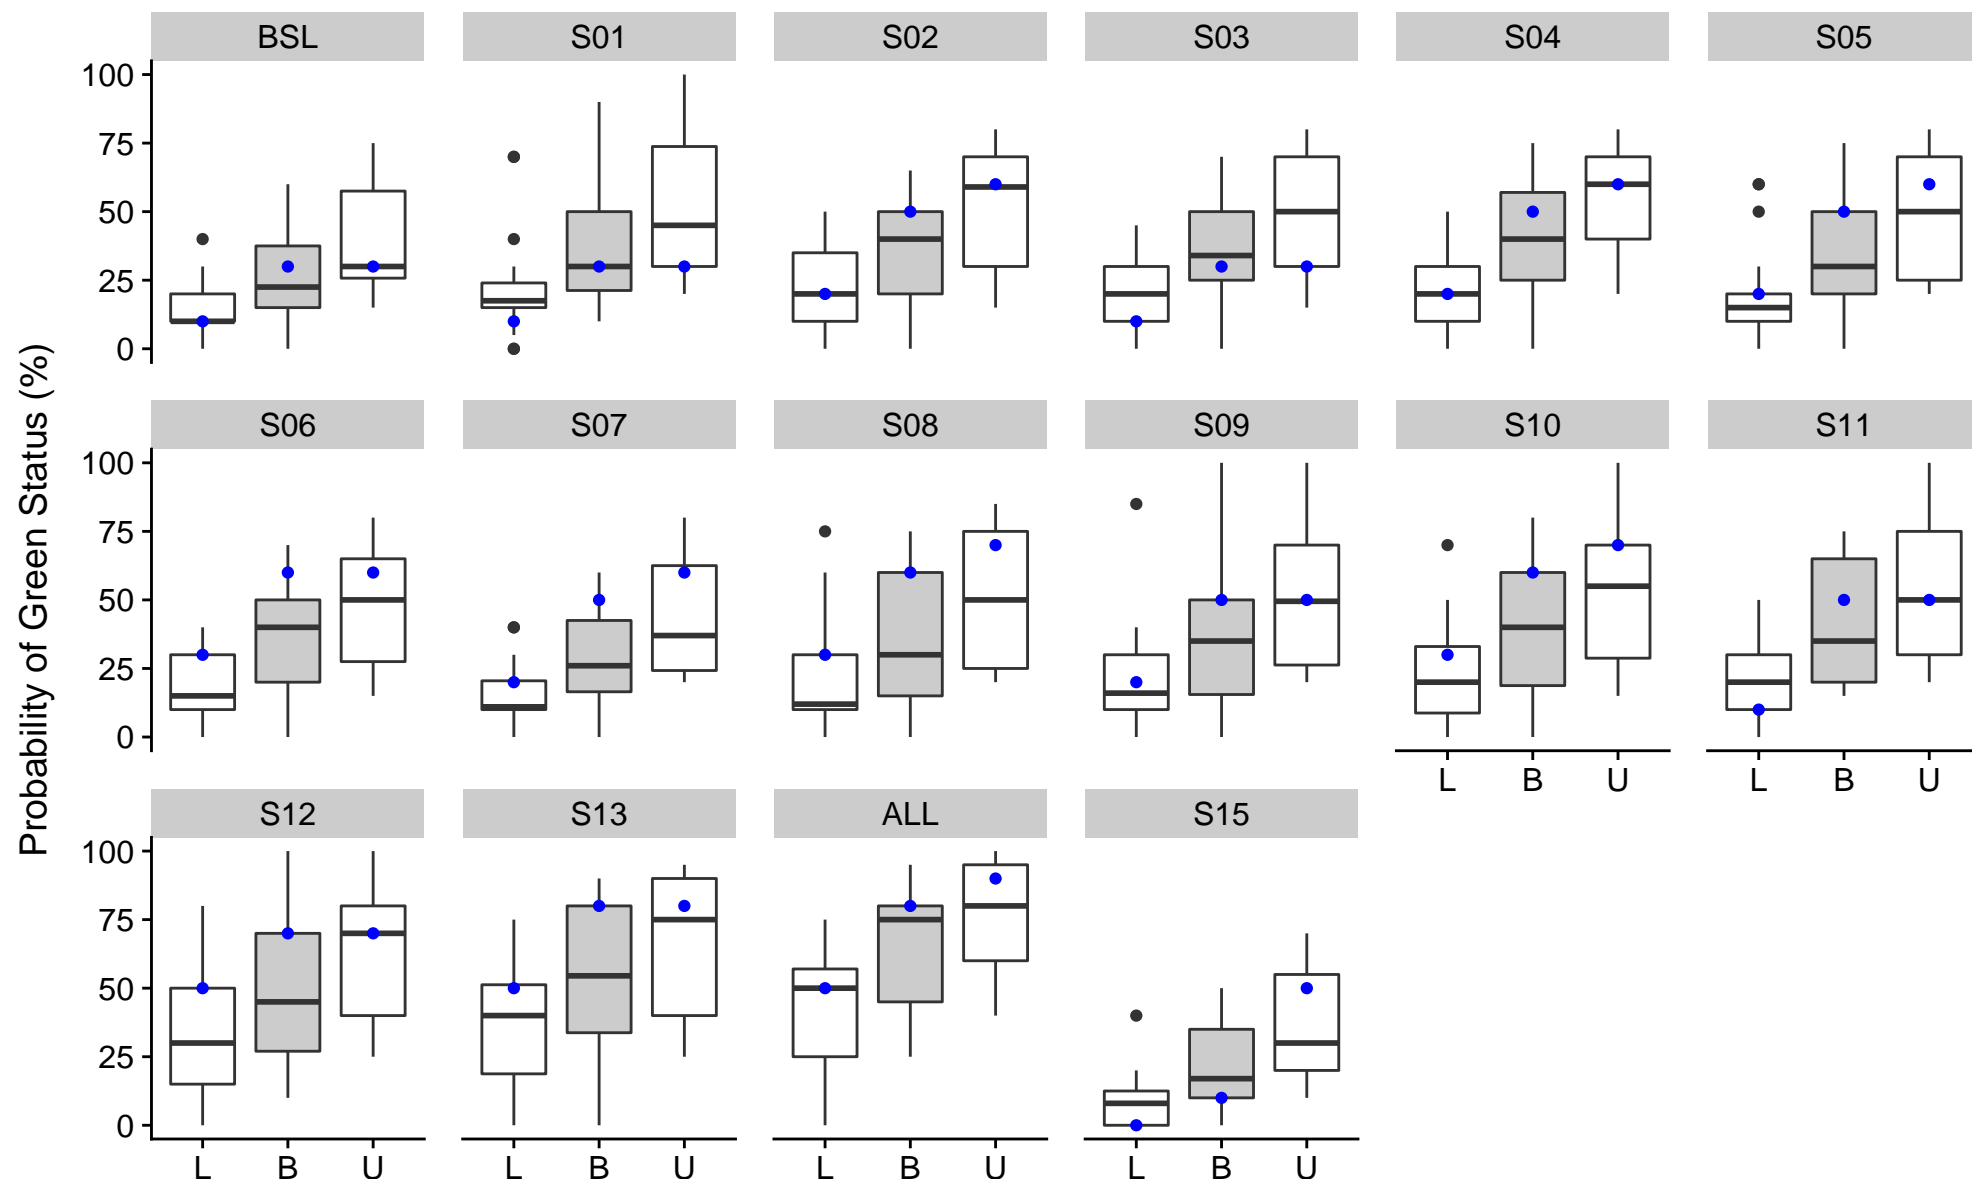 BSL S01 S02 S03 S04 S05
100
75
50
25
0
Probability of Green Status (%)
S06 S07 S08 S09 S10 S11
100
75
50
25
0
L B U L B U
S12 S13 ALL S15
100
75
50
25
0
L B U L B U L B U L B U